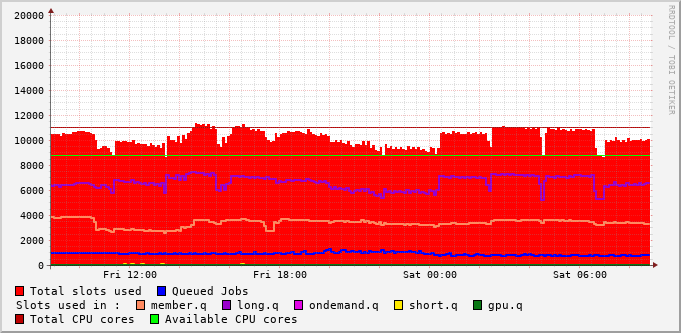 20000
18000
16000
14000
12000
10000
8000
6000
4000
2000
0
Fri 12:00 Fri 18:00 Sat 00:00 Sat 06:00
RRDTOOL / TOBI OETIKER
Total slots used Queued Jobs
Slots used in : member.q long.q ondemand.q short.q gpu.q
Total CPU cores Available CPU cores